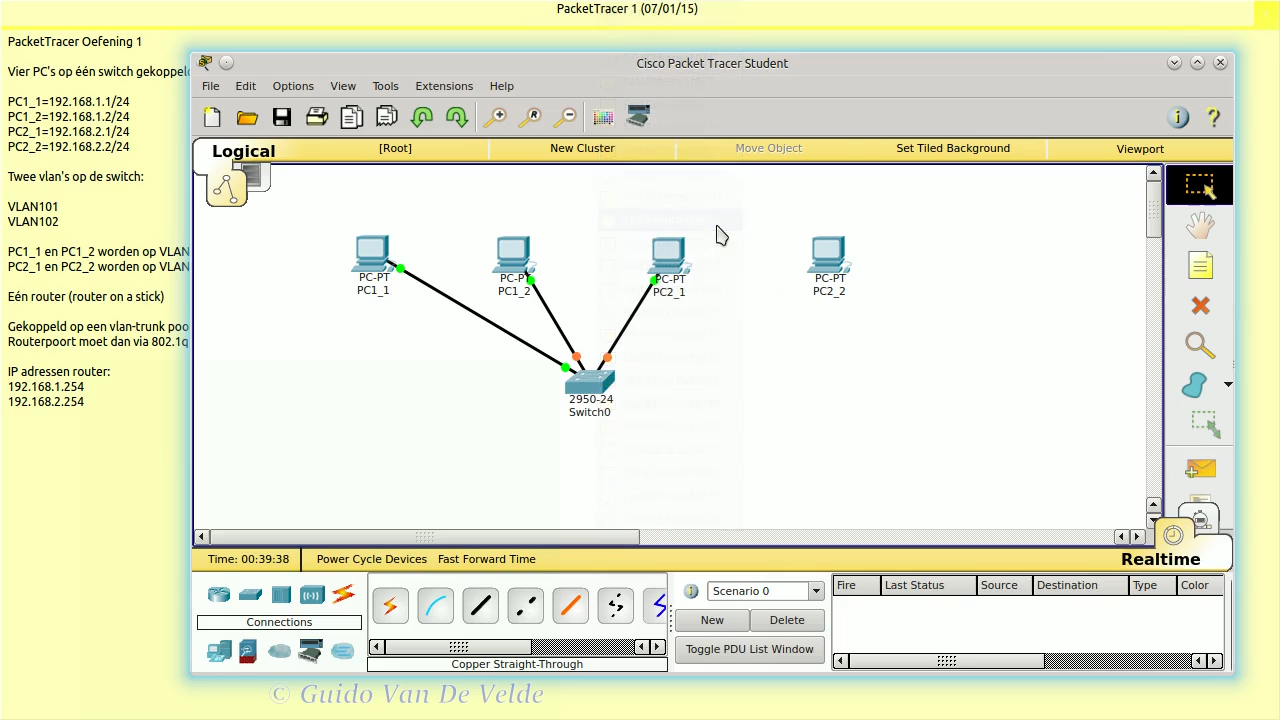 PacketTracer 1 (07/01/15)
PacketTracer Oefening 1
Vier PC's op één switch gekoppeld
PC1_1=192.168.1.1/24
PC1_2=192.168.1.2/24
PC2_1=192.168.2.1/24
PC2_2=192.168.2.2/24
Twee vlan's op de switch:
VLAN101
VLAN102
PC1_1 en PC1_2 worden op VLAN
PC2_1 en PC2_2 worden op VLAN
Eén router (router on a stick)
Gekoppeld op een vlan-trunk poo
Routerpoort moet dan via 802.1q
IP adressen router:
192.168.1.254
192.168.2.254
Cisco Packet Tracer Student
File Edit Options View Tools Extensions Help
Logical [Root] New Cluster Move Object Set Tiled Background Viewport
PC-PT
PC1_1
PC-PT
PC1_2
PC-PT
PC2_1
PC-PT
PC2_2
2950-24
Switch0
Time: 00:39:38 Power Cycle Devices Fast Forward Time Realtime
Connections
Copper Straight-Through
Scenario 0
New Delete
Toggle PDU List Window
Fire Last Status Source Destination Type Color
© Guido Van De Velde